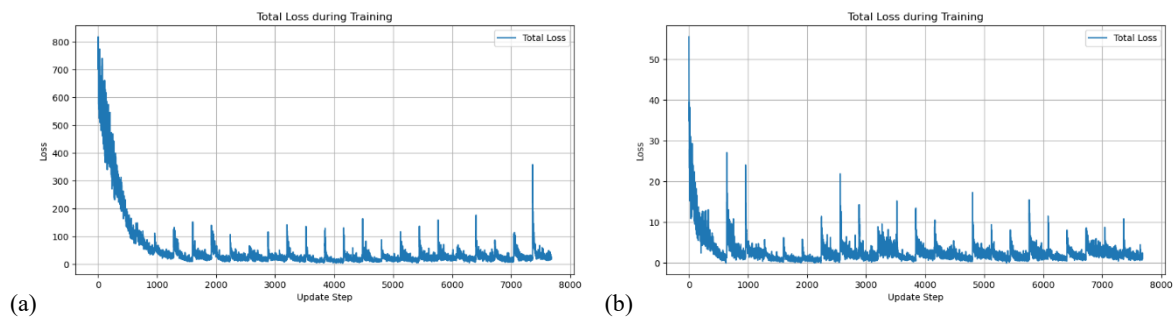 Total Loss during Training
Total Loss
800
700
600
500
400
300
200
100
0
Loss
0 1000 2000 3000 4000 5000 6000 7000 8000
Update Step
(a)
Total Loss during Training
Total Loss
50
40
30
20
10
0
Loss
0 1000 2000 3000 4000 5000 6000 7000 8000
Update Step
(b)